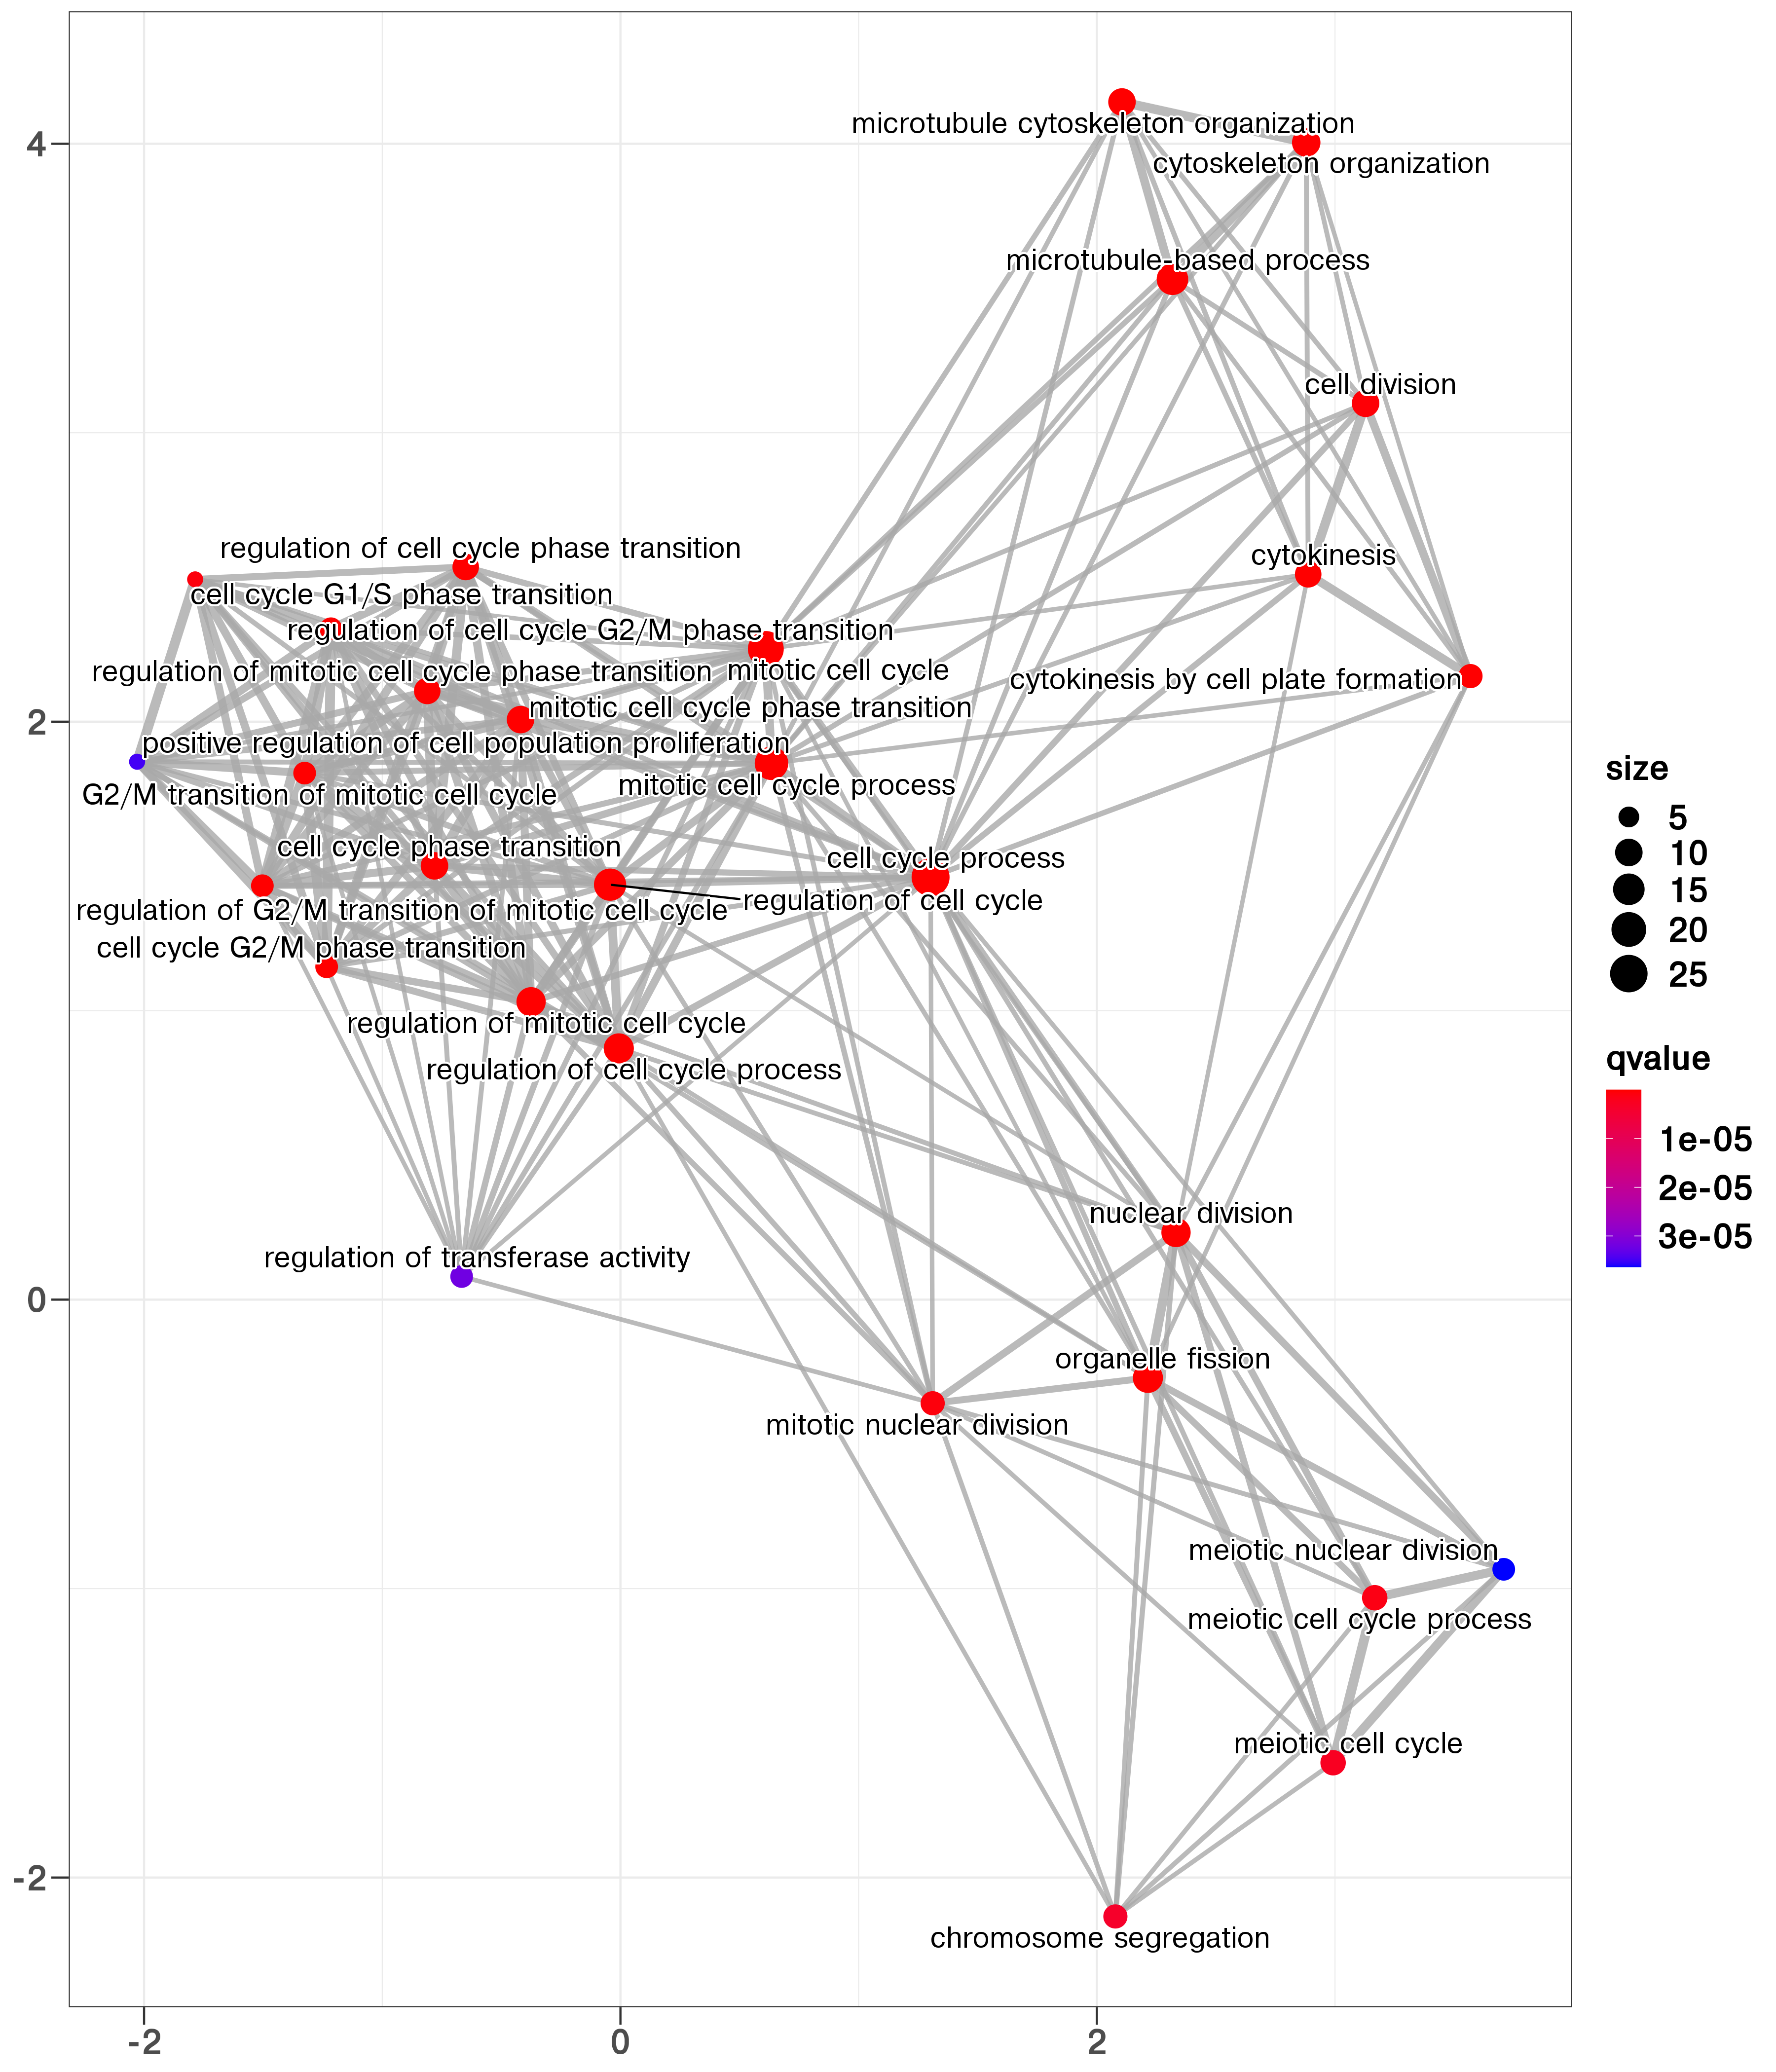 4
microtubule cytoskeleton organization
cytoskeleton organization
microtubule-based process
cell division
cytokinesis
regulation of cell cycle phase transition
cell cycle G1/S phase transition
regulation of cell cycle G2/M phase transition
regulation of mitotic cell cycle phase transition
mitotic cell cycle
cytokinesis by cell plate formation
mitotic cell cycle phase transition
2
positive regulation of cell population proliferation
mitotic cell cycle process
G2/M transition of mitotic cell cycle
cell cycle phase transition
cell cycle process
regulation of cell cycle
regulation of G2/M transition of mitotic cell cycle
cell cycle G2/M phase transition
regulation of mitotic cell cycle
regulation of cell cycle process
nuclear division
regulation of transferase activity
0
organelle fission
mitotic nuclear division
meiotic nuclear division
meiotic cell cycle process
meiotic cell cycle
-2
chromosome segregation
-2
0
2
size
5
10
15
20
25
qvalue
1e-05
2e-05
3e-05